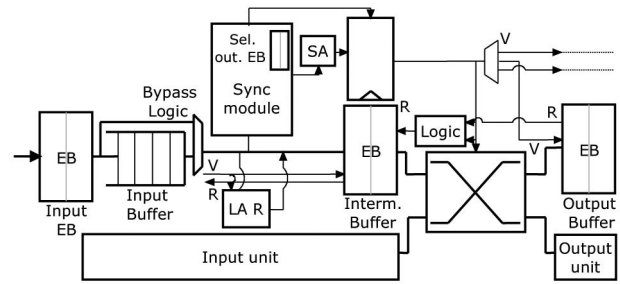 Sel.
out. EB
Sync
module
SA
V
Bypass
Logic
R
R
Logic
EB
V
EB
EB
V
R
Input
EB
Input
Buffer
LA R
Interm.
Buffer
Output
Buffer
Input unit
Output
unit